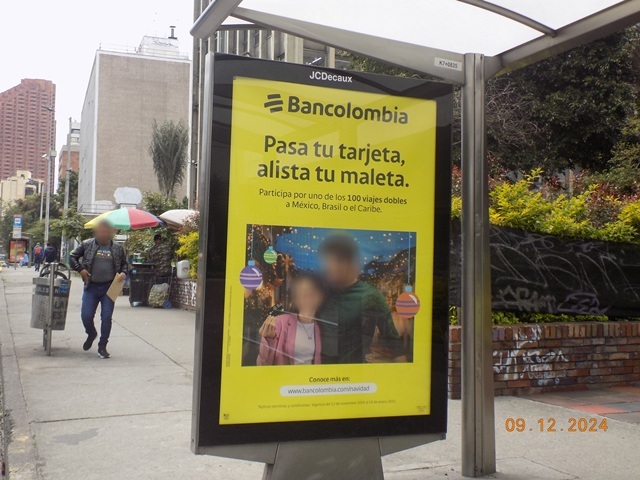 JCDecaux
Bancolombia
Pasa tu tarjeta,
alista tu maleta.
Participa por uno de los 100 viajes dobles
a México, Brasil o el Caribe.
Conoce más en:
www.bancolombia.com/navidad
09.12.2024